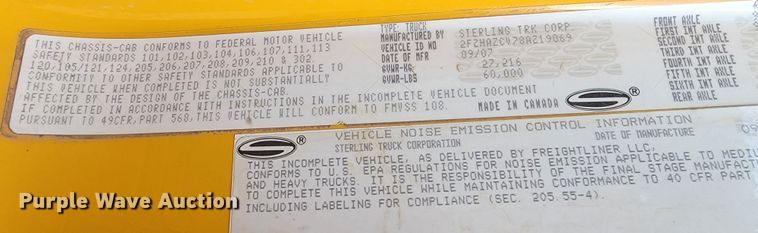 THIS CHASSIS-CAB CONFORMS TO FEDERAL MOTOR VEHICLE
SAFETY STANDARDS 101, 102, 103, 104, 106, 107, 111, 113
120, 105/121, 124, 205, 206, 207, 208, 209, 210 & 302.
CONFORMITY TO OTHER SAFETY STANDARDS APPLICABLE TO
THIS VEHICLE WHEN COMPLETED IS NOT SUBSTANTIALLY
AFFECTED BY THE DESIGN OF THE CHASSIS-CAB.
IF COMPLETED IN ACCORDANCE WITH INSTRUCTIONS IN THE INCOMPLETE VEHICLE DOCUMENT
PURSUANT TO 49CFR, PART 568, THIS VEHICLE WILL CONFORM TO FMVSS 108.
TYPE: TRUCK
MANUFACTURED BY STERLING TRK CORP
VEHICLE ID NO 2FZHAZCV78AZ19069
DATE OF MFR 09/07
GVWR-KG: 27,216
GVWR-LBS 60,000
MADE IN CANADA
FRONT AXLE
FIRST INT AXLE
SECOND INT AXLE
THIRD INT AXLE
FOURTH INT AXLE
FIFTH INT AXLE
SIXTH INT AXLE
REAR AXLE
VEHICLE NOISE EMISSION CONTROL INFORMATION
STERLING TRUCK CORPORATION DATE OF MANUFACTURE 09
THIS INCOMPLETE VEHICLE, AS DELIVERED BY FREIGHTLINER LLC,
CONFORMS TO U.S. EPA REGULATIONS FOR NOISE EMISSION APPLICABLE TO MEDIU
AND HEAVY TRUCKS. IT IS THE RESPONSIBILITY OF THE FINAL STAGE MANUFACT
TO COMPLETE THIS VEHICLE WHILE MAINTAINING CONFORMANCE TO 40 CFR PART
INCLUDING LABELING FOR COMPLIANCE (SEC. 205.55-4).
Purple Wave Auction